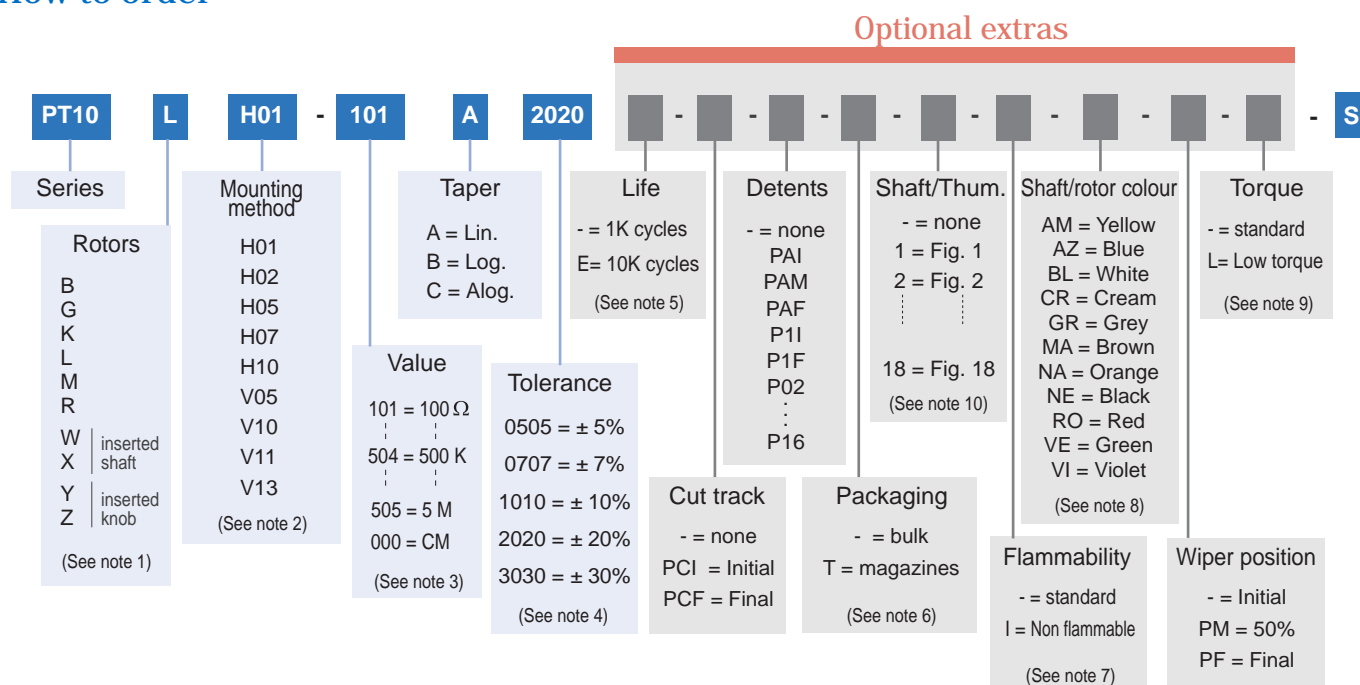 How to order
Optional extras
PT10 L H01 - 101 A 2020 - - - - - - - - - S
Series
Rotors
B
G
K
L
M
R
W
X
inserted
shaft
Y
Z
inserted
knob
(See note 1)
Mounting
method
H01
H02
H05
H07
H10
V05
V10
V11
V13
(See note 2)
Value
101 = 100 Ω
504 = 500 K
505 = 5 M
000 = CM
(See note 3)
Taper
A = Lin.
B = Log.
C = Alog.
Tolerance
0505 = ± 5%
0707 = ± 7%
1010 = ± 10%
2020 = ± 20%
3030 = ± 30%
(See note 4)
Life
- = 1K cycles
E= 10K cycles
(See note 5)
Cut track
- = none
PCI = Initial
PCF = Final
Detents
- = none
PAI
PAM
PAF
P1I
P1F
P02
:
P16
Packaging
- = bulk
T = magazines
(See note 6)
Shaft/Thum.
- = none
1 = Fig. 1
2 = Fig. 2
18 = Fig. 18
(See note 10)
Flammability
- = standard
I = Non flammable
(See note 7)
Shaft/rotor colour
AM = Yellow
AZ = Blue
BL = White
CR = Cream
GR = Grey
MA = Brown
NA = Orange
NE = Black
RO = Red
VE = Green
VI = Violet
(See note 8)
Wiper position
- = Initial
PM = 50%
PF = Final
Torque
- = standard
L= Low torque
(See note 9)